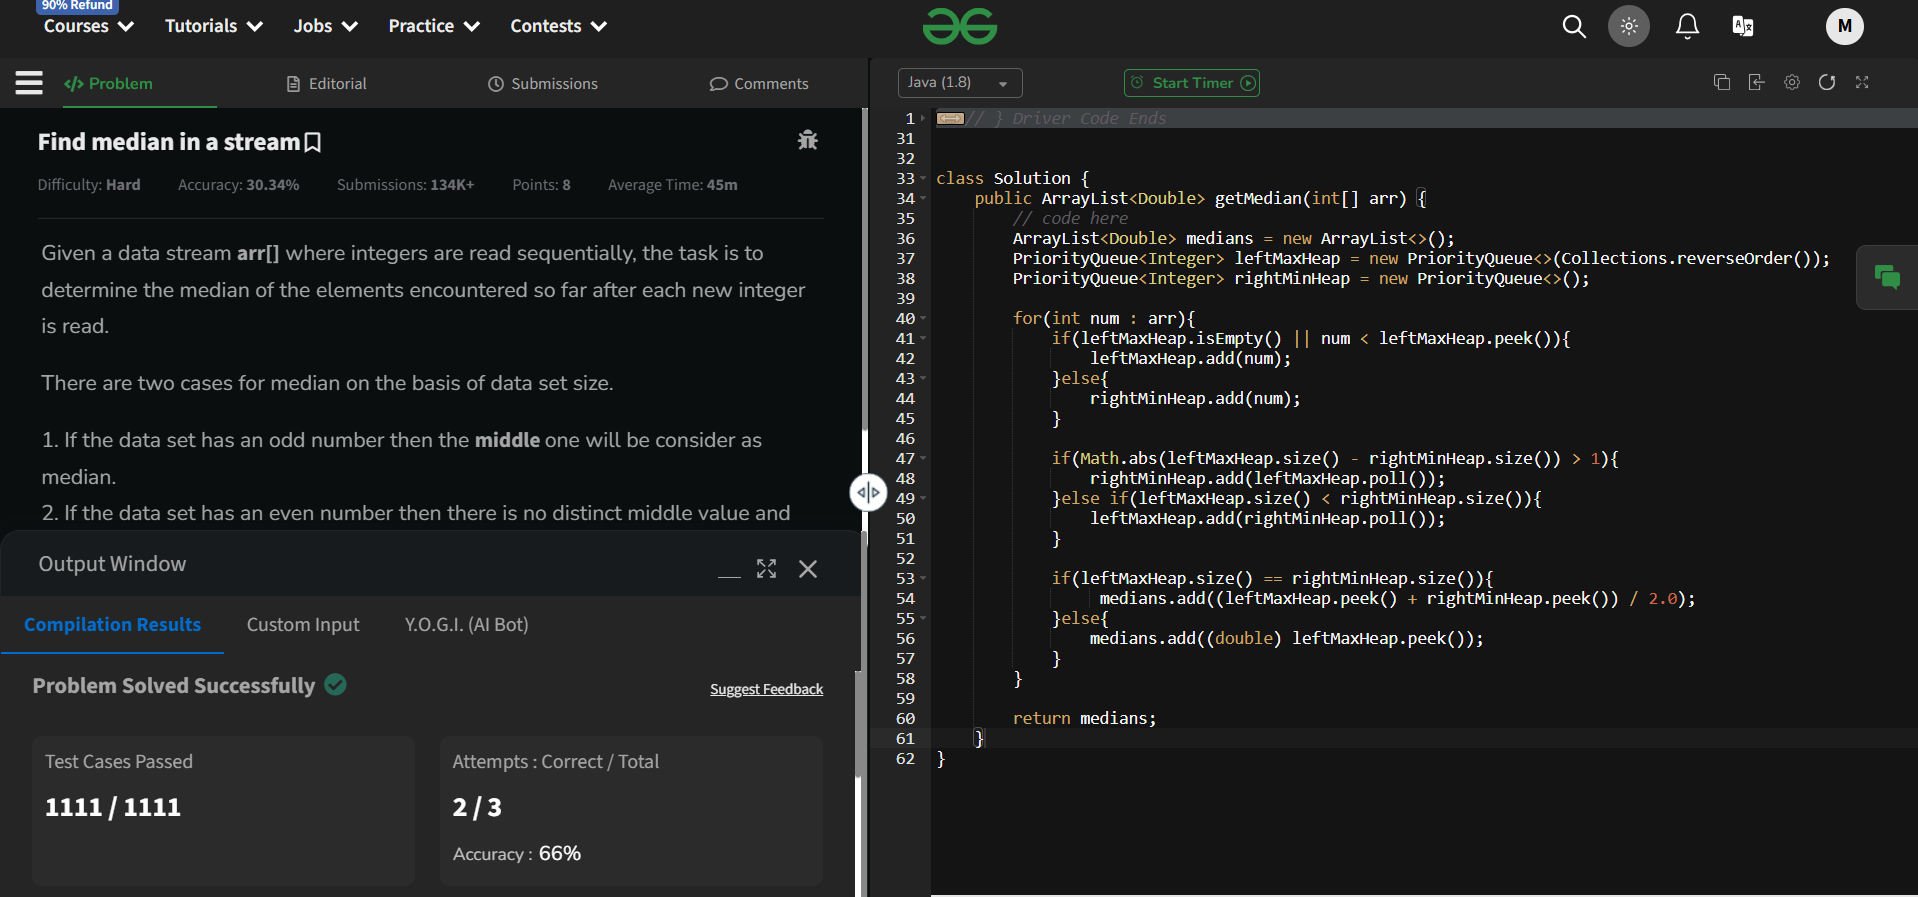 90% Refund
Courses Tutorials Jobs Practice Contests
M
Problem Editorial Submissions Comments
Find median in a stream
Difficulty: Hard Accuracy: 30.34% Submissions: 134K+ Points: 8 Average Time: 45m
Given a data stream arr[] where integers are read sequentially, the task is to
determine the median of the elements encountered so far after each new integer
is read.
There are two cases for median on the basis of data set size.
1. If the data set has an odd number then the middle one will be consider as
median.
2. If the data set has an even number then there is no distinct middle value and
Output Window
Compilation Results Custom Input Y.O.G.I. (AI Bot)
Problem Solved Successfully
Suggest Feedback
Test Cases Passed
1111 / 1111
Attempts : Correct / Total
2 / 3
Accuracy : 66%
Java (1.8) Start Timer
1 // } Driver Code Ends
31
32
33 class Solution {
34 public ArrayList<Double> getMedian(int[] arr) {
35 // code here
36 ArrayList<Double> medians = new ArrayList<>();
37 PriorityQueue<Integer> leftMaxHeap = new PriorityQueue<>(Collections.reverseOrder());
38 PriorityQueue<Integer> rightMinHeap = new PriorityQueue<>();
39
40 for(int num : arr){
41 if(leftMaxHeap.isEmpty() || num < leftMaxHeap.peek()){
42 leftMaxHeap.add(num);
43 }else{
44 rightMinHeap.add(num);
45 }
46
47 if(Math.abs(leftMaxHeap.size() - rightMinHeap.size()) > 1){
48 rightMinHeap.add(leftMaxHeap.poll());
49 }else if(leftMaxHeap.size() < rightMinHeap.size()){
50 leftMaxHeap.add(rightMinHeap.poll());
51 }
52
53 if(leftMaxHeap.size() == rightMinHeap.size()){
54 medians.add((leftMaxHeap.peek() + rightMinHeap.peek()) / 2.0);
55 }else{
56 medians.add((double) leftMaxHeap.peek());
57 }
58 }
59
60 return medians;
61 }
62 }